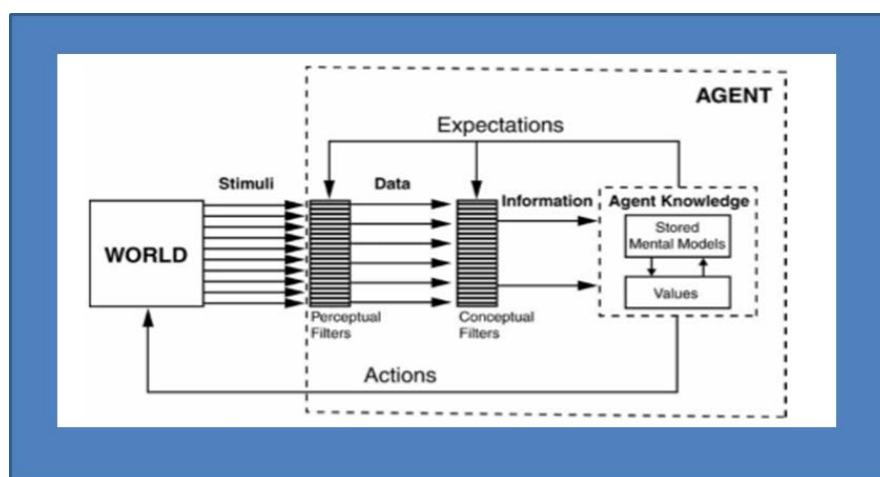 AGENT
Expectations
Stimuli
Data
Information
Agent Knowledge
WORLD
Stored
Mental Models
Values
Perceptual
Filters
Conceptual
Filters
Actions